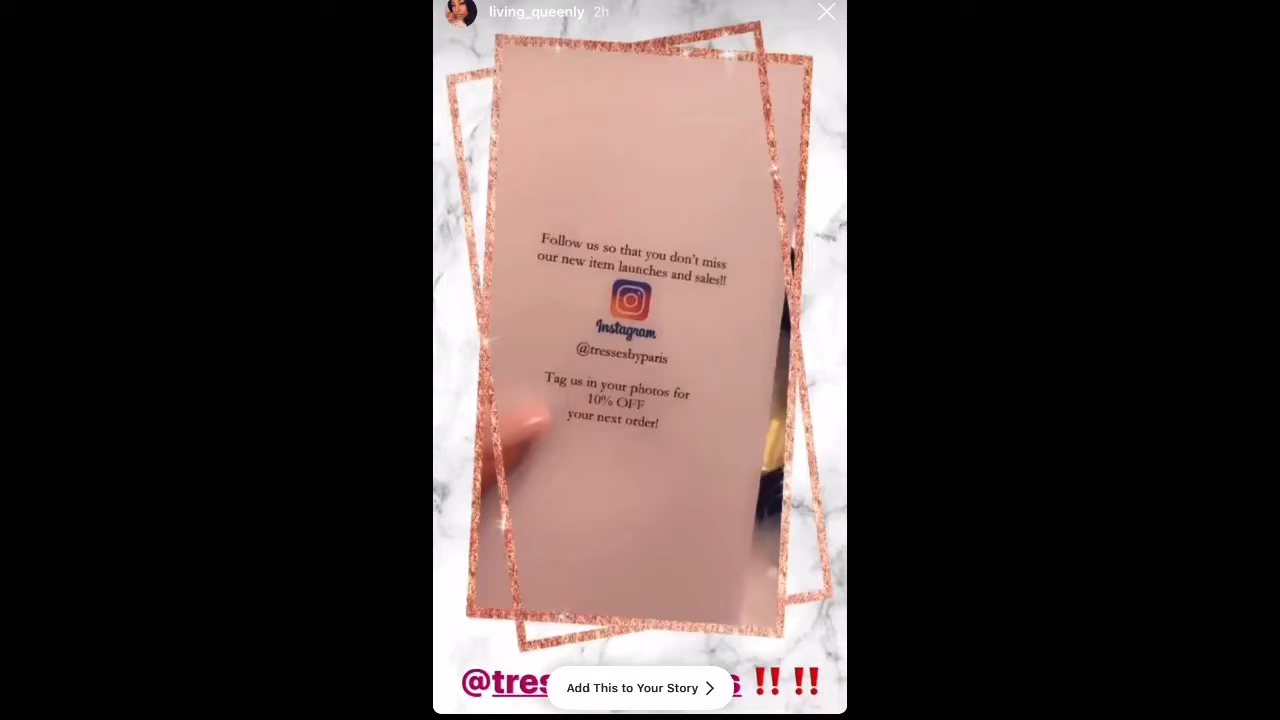 living_queenly 2h
Follow us so that you don't miss
our new item launches and sales!!
Instagram
@tressesbyparis
Tag us in your photos for
10% OFF
your next order!
Add This to Your Story
‼️ ‼️